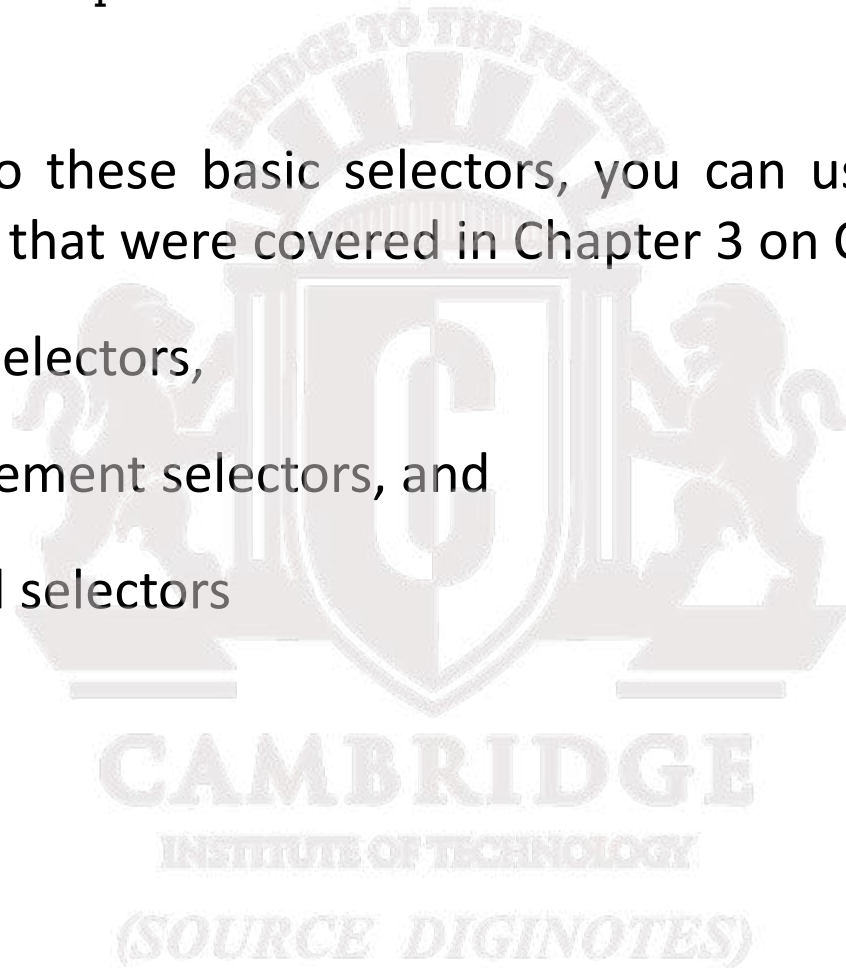 o these basic selectors, you can us
that were covered in Chapter 3 on C
electors,
ement selectors, and
l selectors
BRIDGE TO THE FUTURE
CAMBRIDGE
INSTITUTE OF TECHNOLOGY
(SOURCE DIGINOTES)